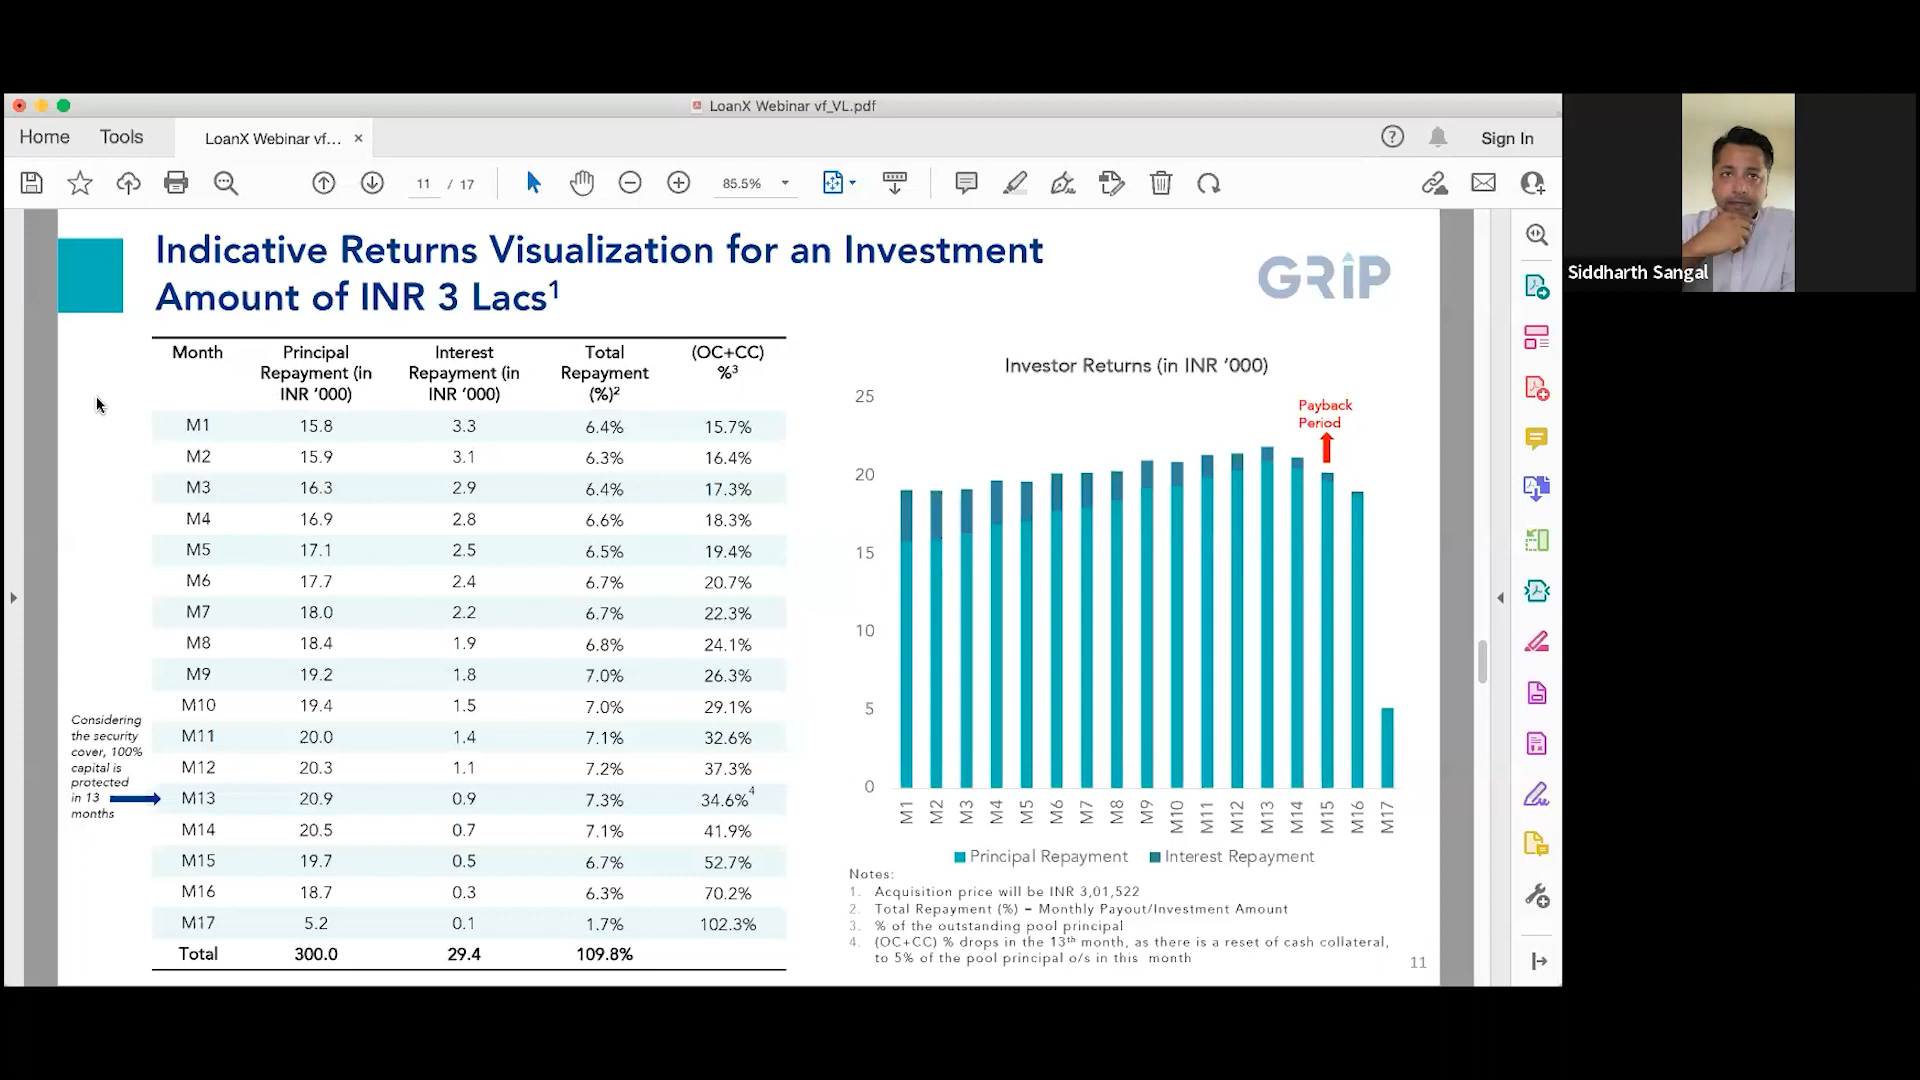 LoanX Webinar vf_VL.pdf
Home Tools LoanX Webinar vf... × Sign In
11 / 17 85.5%
Siddharth Sangal
Indicative Returns Visualization for an Investment
Amount of INR 3 Lacs1
GRIP
Month Principal Repayment (in INR '000) Interest Repayment (in INR '000) Total Repayment (%)2 (OC+CC) %3
M1 15.8 3.3 6.4% 15.7%
M2 15.9 3.1 6.3% 16.4%
M3 16.3 2.9 6.4% 17.3%
M4 16.9 2.8 6.6% 18.3%
M5 17.1 2.5 6.5% 19.4%
M6 17.7 2.4 6.7% 20.7%
M7 18.0 2.2 6.7% 22.3%
M8 18.4 1.9 6.8% 24.1%
M9 19.2 1.8 7.0% 26.3%
M10 19.4 1.5 7.0% 29.1%
M11 20.0 1.4 7.1% 32.6%
M12 20.3 1.1 7.2% 37.3%
M13 20.9 0.9 7.3% 34.6%4
M14 20.5 0.7 7.1% 41.9%
M15 19.7 0.5 6.7% 52.7%
M16 18.7 0.3 6.3% 70.2%
M17 5.2 0.1 1.7% 102.3%
Total 300.0 29.4 109.8%
Considering
the security
cover, 100%
capital is
protected
in 13
months
Investor Returns (in INR '000)
25
20
15
10
5
0
Payback
Period
M1 M2 M3 M4 M5 M6 M7 M8 M9 M10 M11 M12 M13 M14 M15 M16 M17
Principal Repayment Interest Repayment
Notes:
1. Acquisition price will be INR 3,01,522
2. Total Repayment (%) = Monthly Payout/Investment Amount
3. % of the outstanding pool principal
4. (OC+CC) % drops in the 13th month, as there is a reset of cash collateral,
to 5% of the pool principal o/s in this month
11